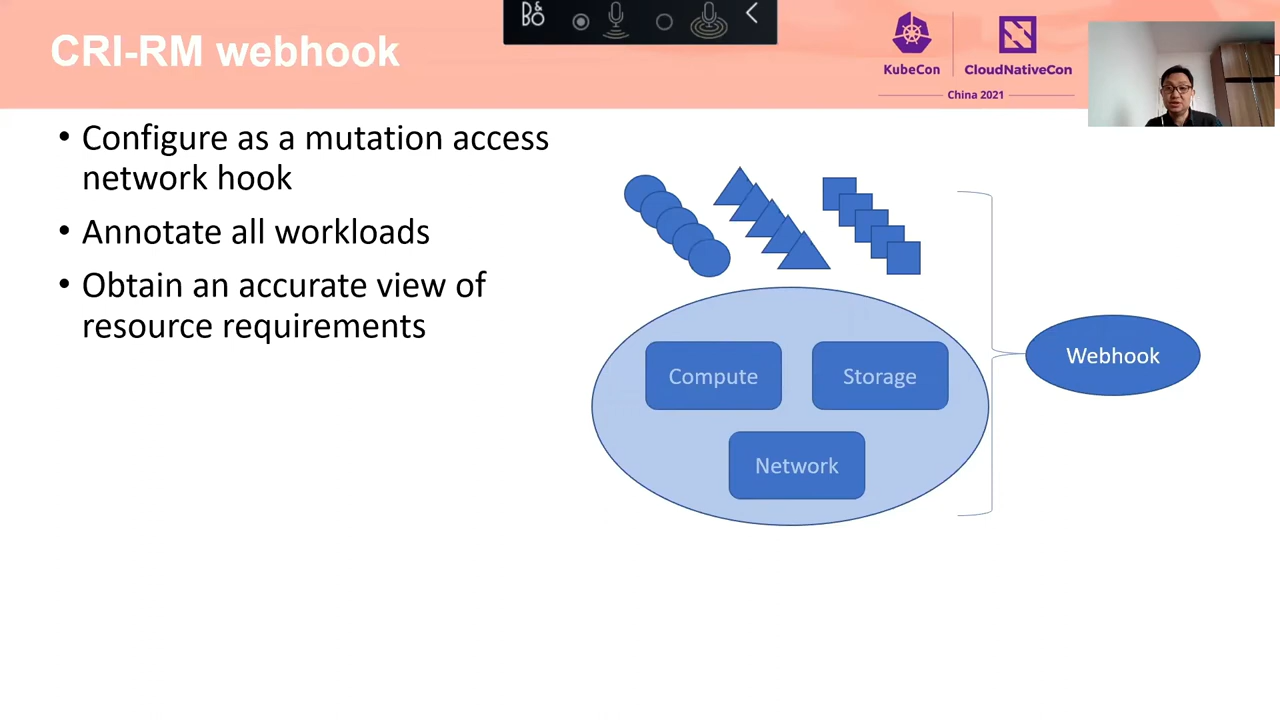 CRI-RM webhook
B&O
KubeCon
CloudNativeCon
China 2021
• Configure as a mutation access
network hook
• Annotate all workloads
• Obtain an accurate view of
resource requirements
Compute
Storage
Network
Webhook